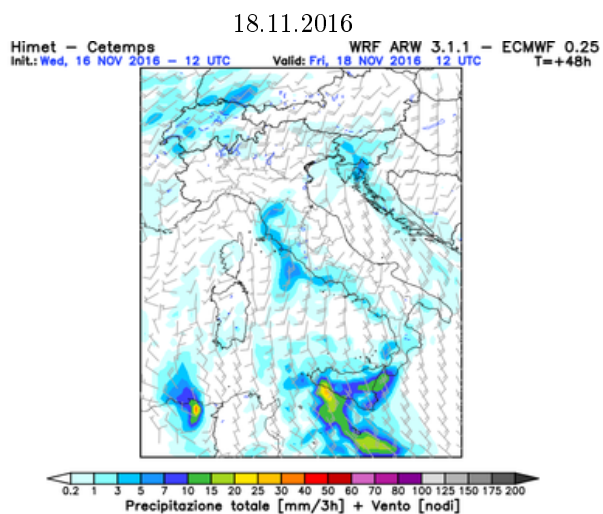 18.11.2016
Himet – Cetemps WRF ARW 3.1.1 – ECMWF 0.25
Init.: Wed, 16 NOV 2016 – 12 UTC Valid: Fri, 18 NOV 2016 12 UTC T=+48h
0.2 1 3 5 7 10 15 20 25 30 40 50 60 70 80 100 125 150 175 200
Precipitazione totale [mm/3h] + Vento [nodi]